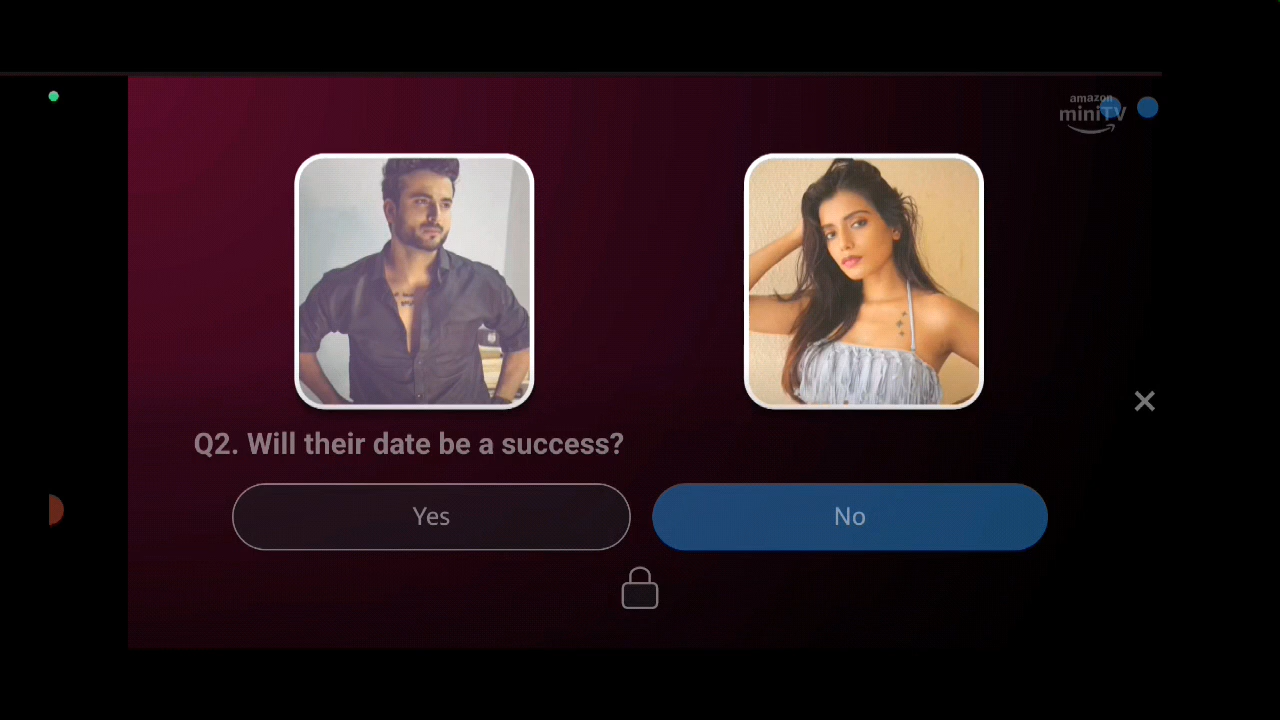 amazon
miniTV
Q2. Will their date be a success?
Yes
No